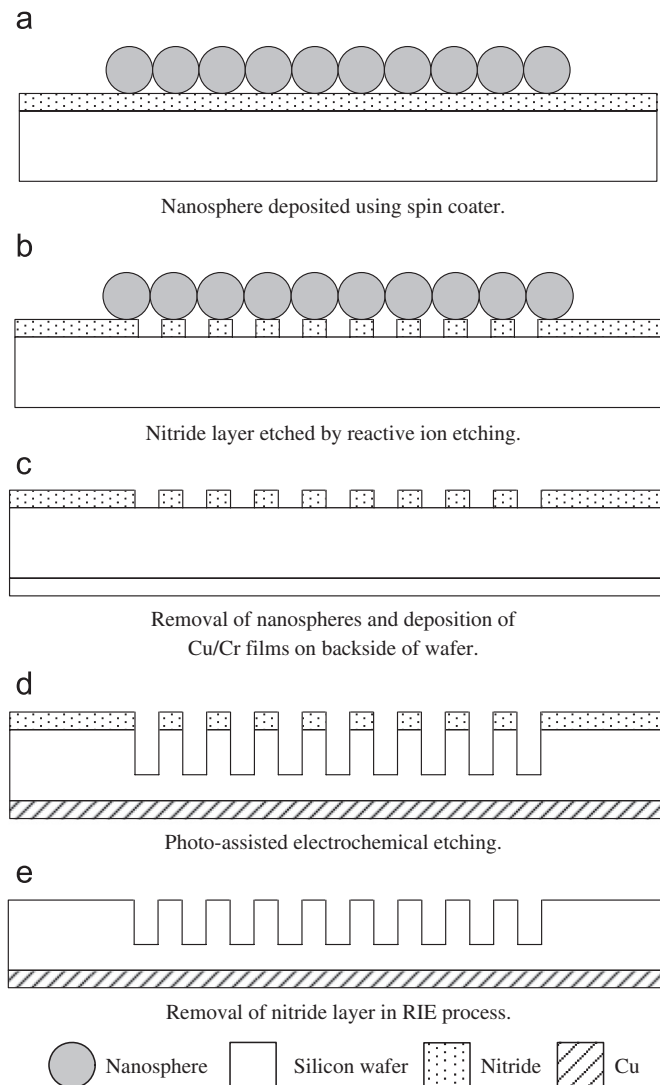 a
Nanosphere deposited using spin coater.
b
Nitride layer etched by reactive ion etching.
c
Removal of nanospheres and deposition of
Cu/Cr films on backside of wafer.
d
Photo-assisted electrochemical etching.
e
Removal of nitride layer in RIE process.
Nanosphere Silicon wafer Nitride Cu